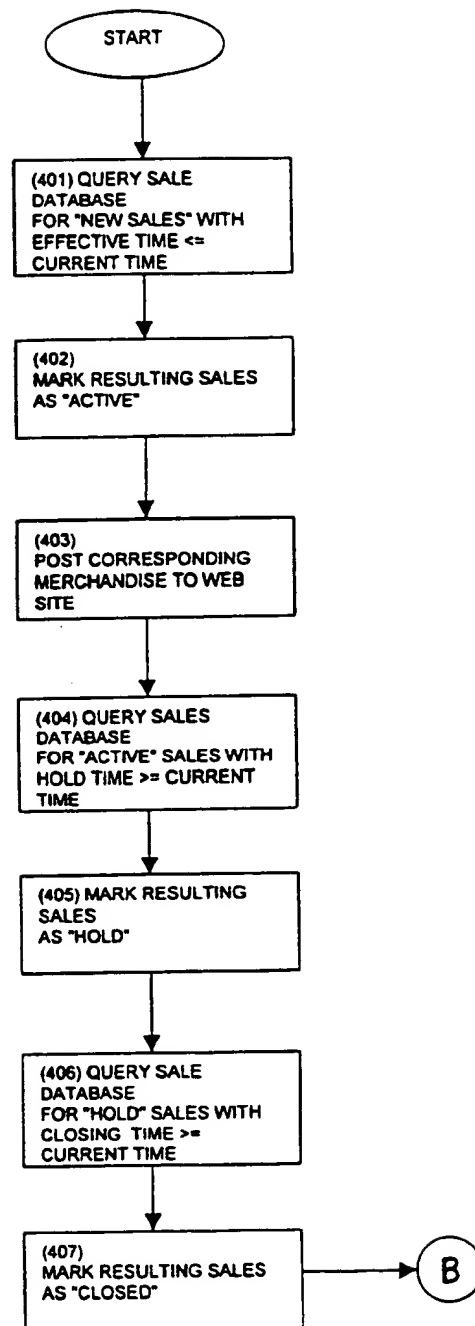 START
(401) QUERY SALE
DATABASE
FOR "NEW SALES" WITH
EFFECTIVE TIME <=
CURRENT TIME
(402)
MARK RESULTING SALES
AS "ACTIVE"
(403)
POST CORRESPONDING
MERCHANDISE TO WEB
SITE
(404) QUERY SALES
DATABASE
FOR "ACTIVE" SALES WITH
HOLD TIME >= CURRENT
TIME
(405) MARK RESULTING
SALES
AS "HOLD"
(406) QUERY SALE
DATABASE
FOR "HOLD" SALES WITH
CLOSING TIME >=
CURRENT TIME
(407)
MARK RESULTING SALES
AS "CLOSED"
B